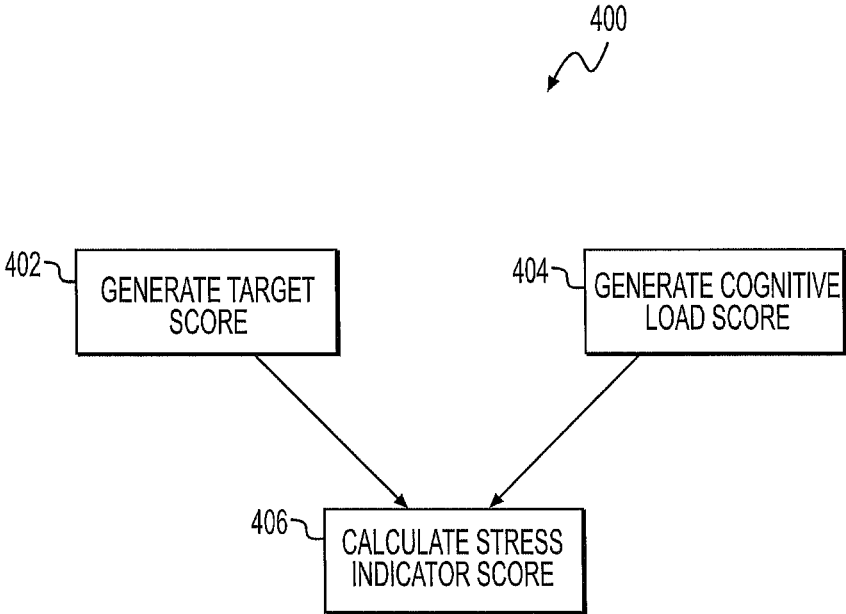 400
402
GENERATE TARGET
SCORE
404
GENERATE COGNITIVE
LOAD SCORE
406
CALCULATE STRESS
INDICATOR SCORE